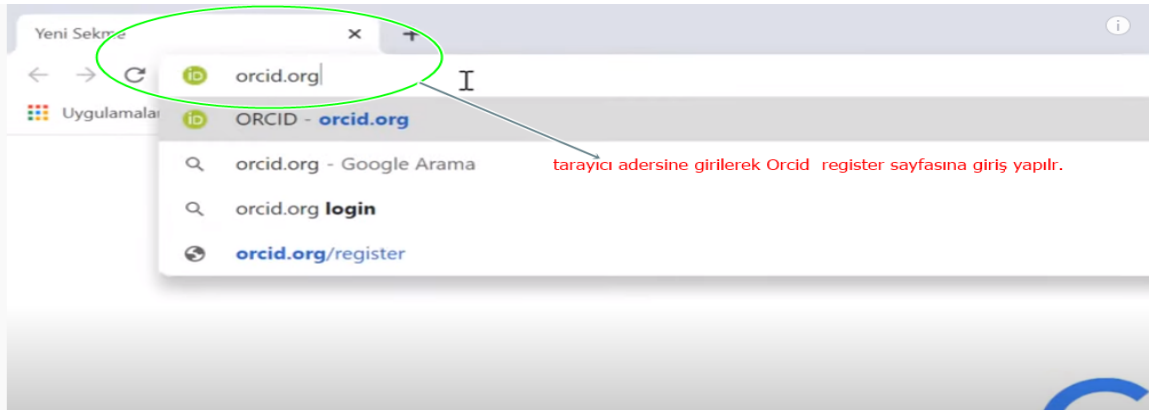 Yeni Sekme
orcid.org
Uygulamalar
ORCID - orcid.org
orcid.org - Google Arama
tarayıcı adersine girilerek Orcid register sayfasına giriş yapılr.
orcid.org login
orcid.org/register